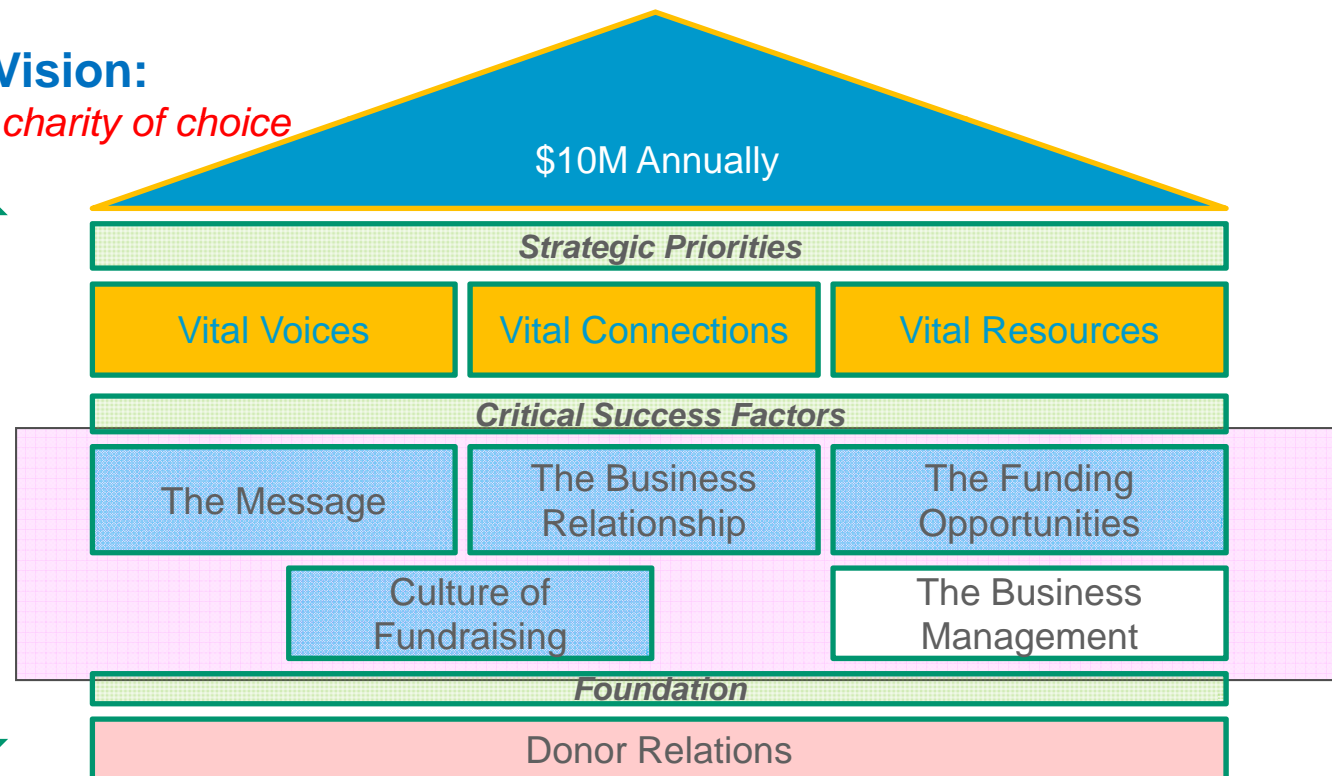 Vision:
charity of choice
$10M Annually
Strategic Priorities
Vital Voices
Vital Connections
Vital Resources
Critical Success Factors
The Message
The Business
Relationship
The Funding
Opportunities
Culture of
Fundraising
The Business
Management
Foundation
Donor Relations